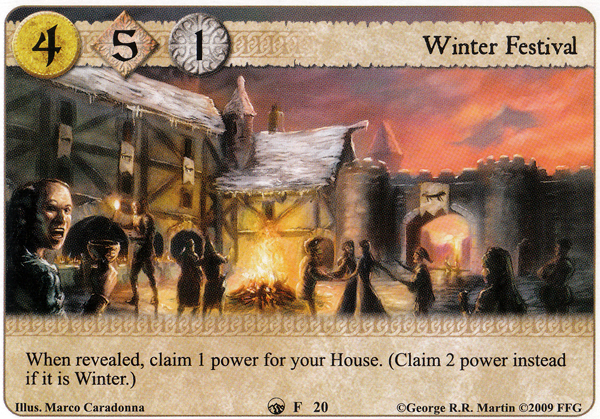 4 5 1 Winter Festival
When revealed, claim 1 power for your House. (Claim 2 power instead
if it is Winter.)
Illus. Marco Caradonna F 20 ©George R.R. Martin ©2009 FFG